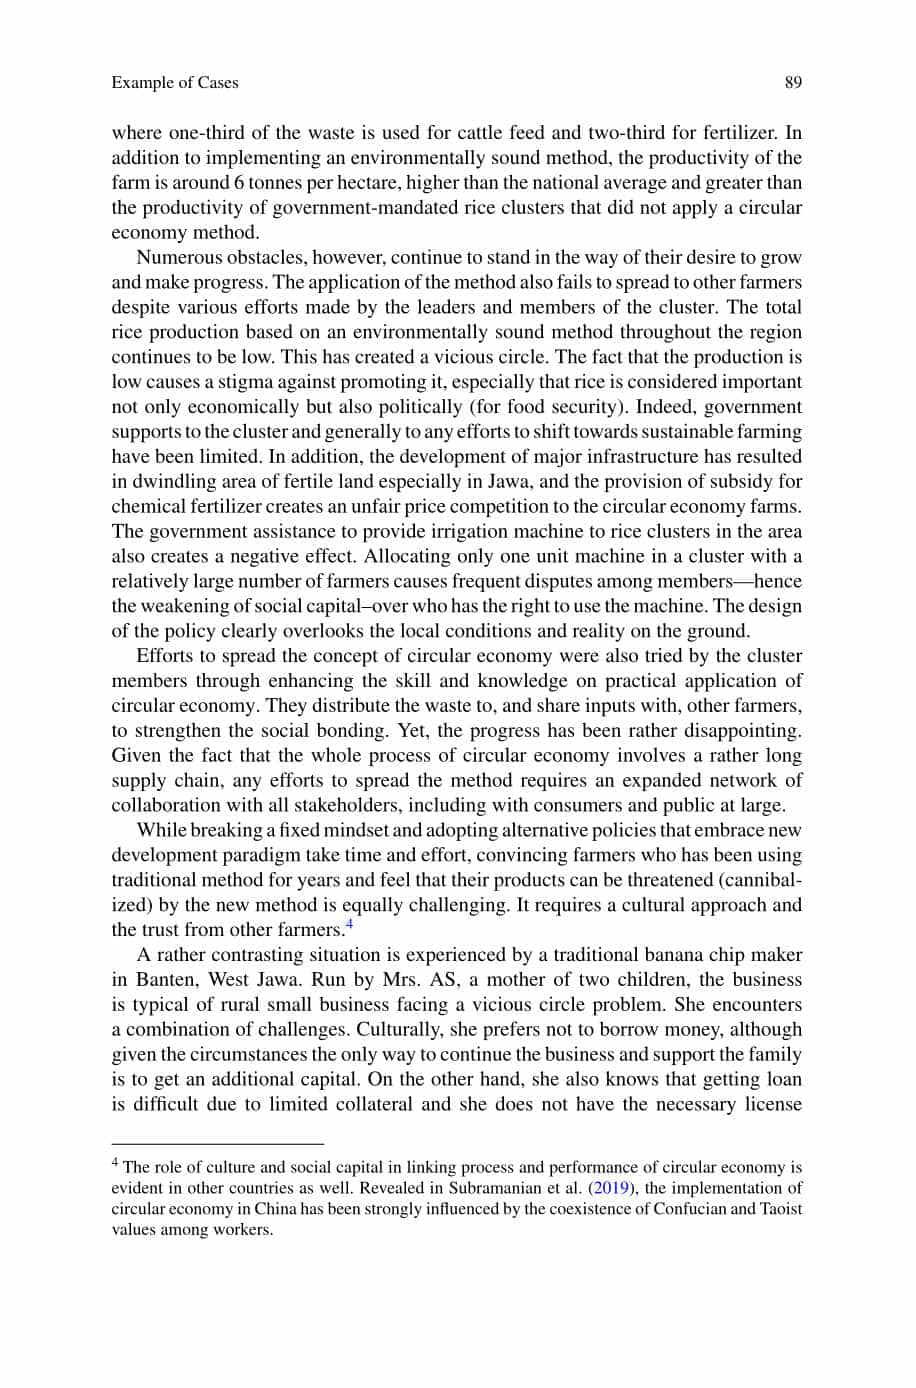 Example of Cases 89
where one-third of the waste is used for cattle feed and two-third for fertilizer. In
addition to implementing an environmentally sound method, the productivity of the
farm is around 6 tonnes per hectare, higher than the national average and greater than
the productivity of government-mandated rice clusters that did not apply a circular
economy method.
Numerous obstacles, however, continue to stand in the way of their desire to grow
and make progress. The application of the method also fails to spread to other farmers
despite various efforts made by the leaders and members of the cluster. The total
rice production based on an environmentally sound method throughout the region
continues to be low. This has created a vicious circle. The fact that the production is
low causes a stigma against promoting it, especially that rice is considered important
not only economically but also politically (for food security). Indeed, government
supports to the cluster and generally to any efforts to shift towards sustainable farming
have been limited. In addition, the development of major infrastructure has resulted
in dwindling area of fertile land especially in Jawa, and the provision of subsidy for
chemical fertilizer creates an unfair price competition to the circular economy farms.
The government assistance to provide irrigation machine to rice clusters in the area
also creates a negative effect. Allocating only one unit machine in a cluster with a
relatively large number of farmers causes frequent disputes among members—hence
the weakening of social capital–over who has the right to use the machine. The design
of the policy clearly overlooks the local conditions and reality on the ground.
Efforts to spread the concept of circular economy were also tried by the cluster
members through enhancing the skill and knowledge on practical application of
circular economy. They distribute the waste to, and share inputs with, other farmers,
to strengthen the social bonding. Yet, the progress has been rather disappointing.
Given the fact that the whole process of circular economy involves a rather long
supply chain, any efforts to spread the method requires an expanded network of
collaboration with all stakeholders, including with consumers and public at large.
While breaking a fixed mindset and adopting alternative policies that embrace new
development paradigm take time and effort, convincing farmers who has been using
traditional method for years and feel that their products can be threatened (cannibal-
ized) by the new method is equally challenging. It requires a cultural approach and
the trust from other farmers.4
A rather contrasting situation is experienced by a traditional banana chip maker
in Banten, West Jawa. Run by Mrs. AS, a mother of two children, the business
is typical of rural small business facing a vicious circle problem. She encounters
a combination of challenges. Culturally, she prefers not to borrow money, although
given the circumstances the only way to continue the business and support the family
is to get an additional capital. On the other hand, she also knows that getting loan
is difficult due to limited collateral and she does not have the necessary license
4 The role of culture and social capital in linking process and performance of circular economy is
evident in other countries as well. Revealed in Subramanian et al. (2019), the implementation of
circular economy in China has been strongly influenced by the coexistence of Confucian and Taoist
values among workers.